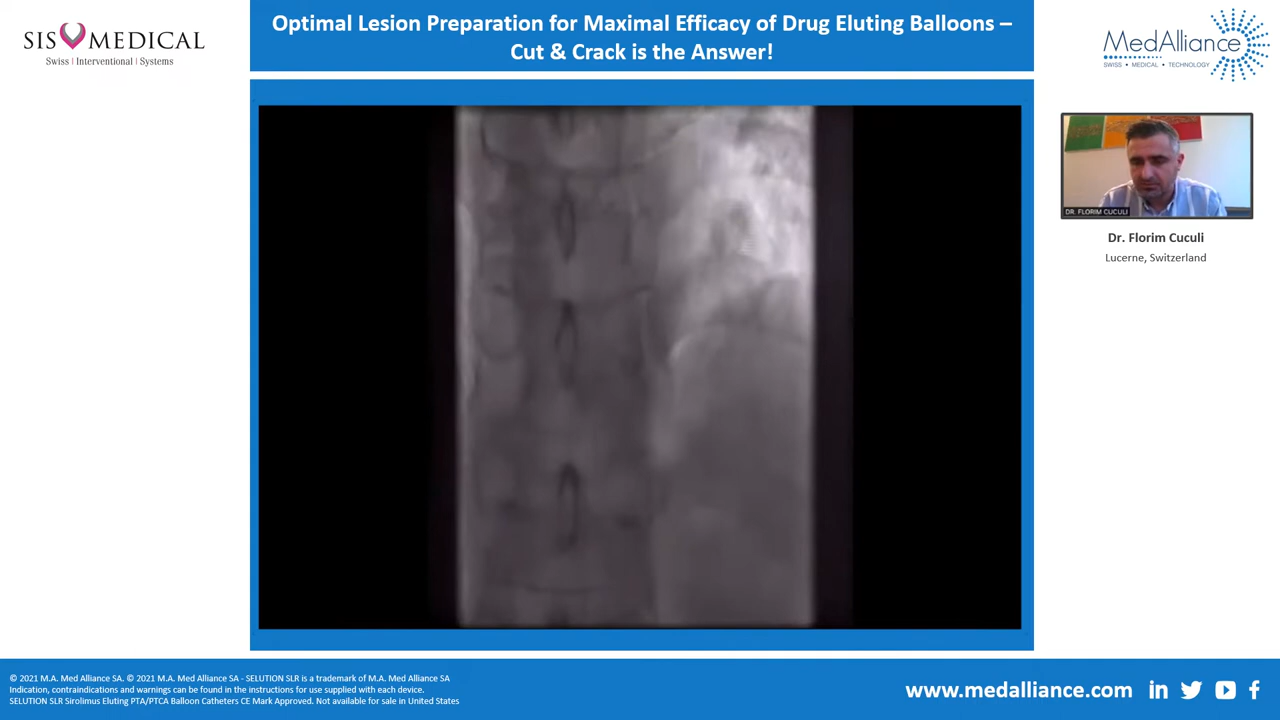 SIS MEDICAL
Swiss | Interventional | Systems
Optimal Lesion Preparation for Maximal Efficacy of Drug Eluting Balloons –
Cut & Crack is the Answer!
MedAlliance
SWISS • MEDICAL • TECHNOLOGY
DR. FLORIM CUCULI
Dr. Florim Cuculi
Lucerne, Switzerland
© 2021 M.A. Med Alliance SA. © 2021 M.A. Med Alliance SA - SELUTION SLR is a trademark of M.A. Med Alliance SA
Indication, contraindications and warnings can be found in the instructions for use supplied with each device.
SELUTION SLR Sirolimus Eluting PTA/PTCA Balloon Catheters CE Mark Approved. Not available for sale in United States
www.medalliance.com